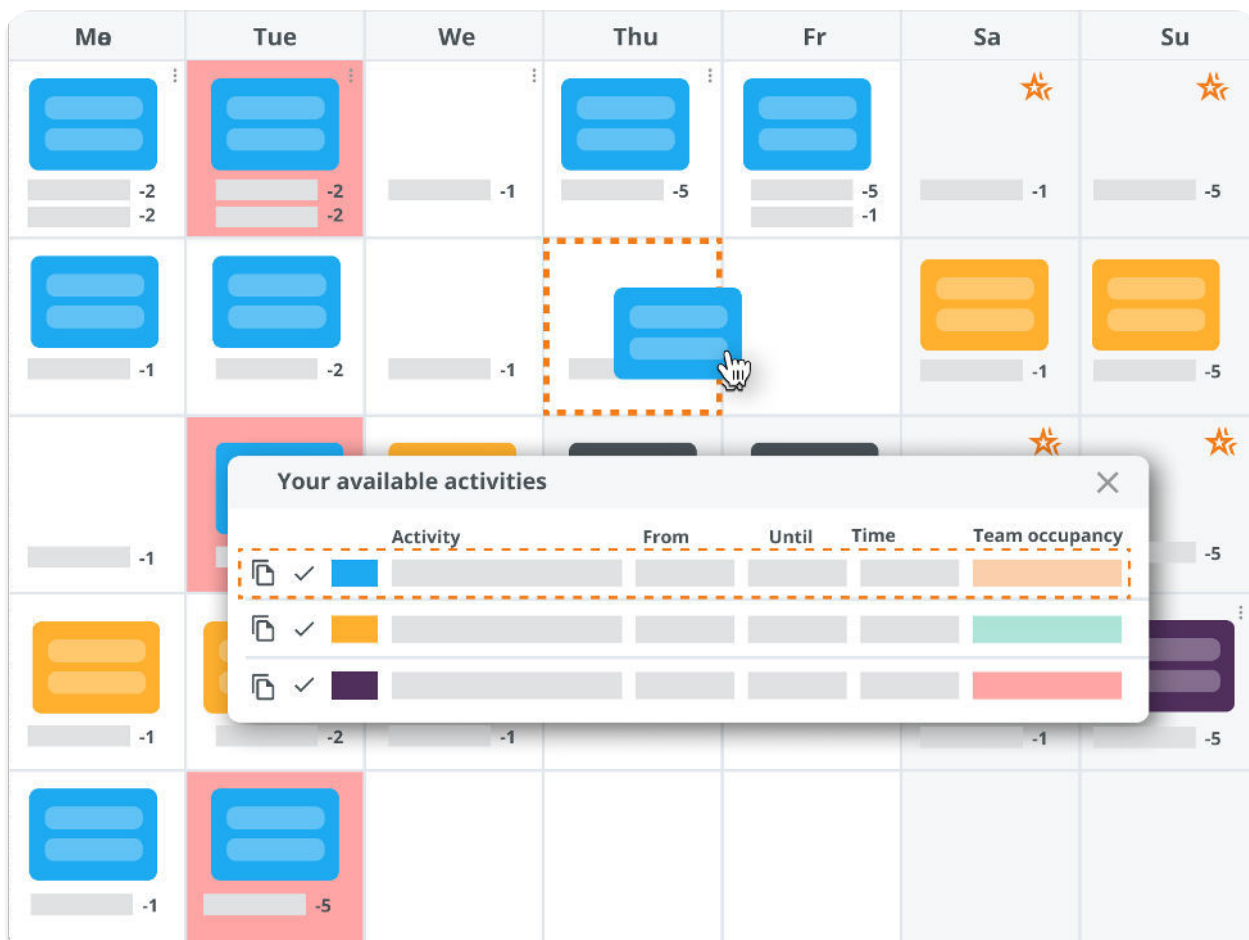 Mo Tue We Thu Fr Sa Su
-2 -2 -1 -5 -5 -1 -5
-2 -2 -1
-1 -2 -1 -1 -5
Your available activities
Activity From Until Time Team occupancy
-1 -5
-1 -2 -1 -1 -5
-1 -5